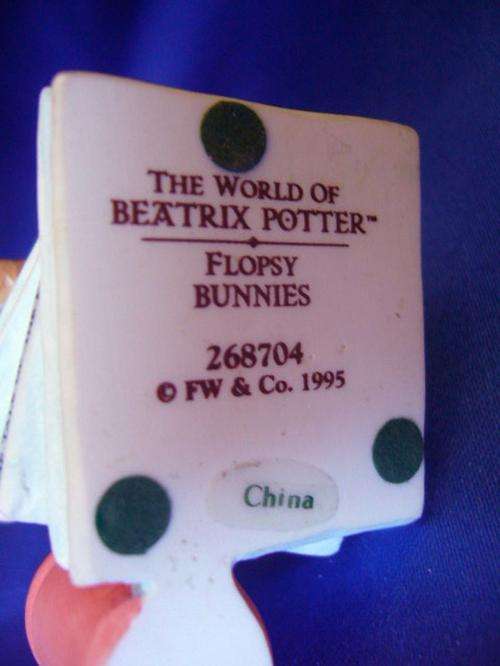 THE WORLD OF
BEATRIX POTTER™
FLOPSY
BUNNIES
268704
© FW & Co. 1995
China